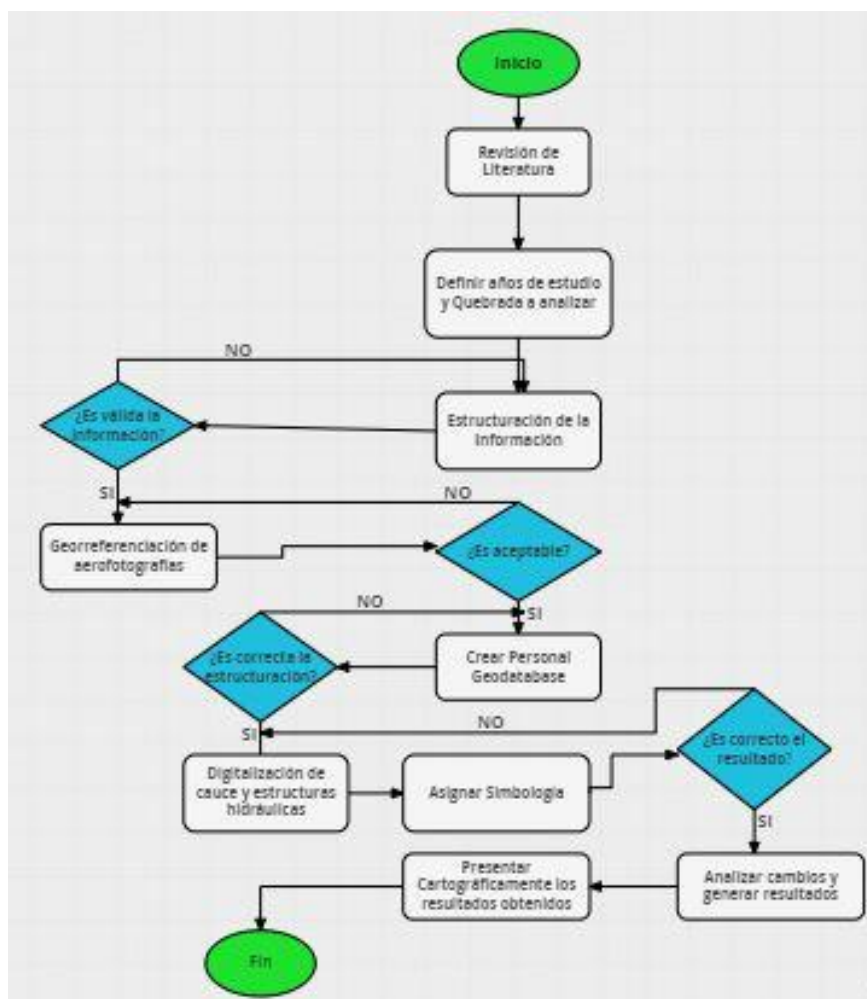 Inicio
Revisión de
Literatura
Definir años de estudio
y Quebrada a analizar
NO
¿Es válida la
información?
Estructuración de la
Información
SI
NO
Georreferenciación de
aerofotografías
¿Es aceptable?
NO
SI
¿Es correcta la
estructuración?
Crear Personal
Geodatabase
SI
NO
¿Es correcto el
resultado?
Digitalización de
cauce y estructuras
hidráulicas
Asignar Simbología
SI
Presentar
Cartográficamente los
resultados obtenidos
Analizar cambios y
generar resultados
Fin